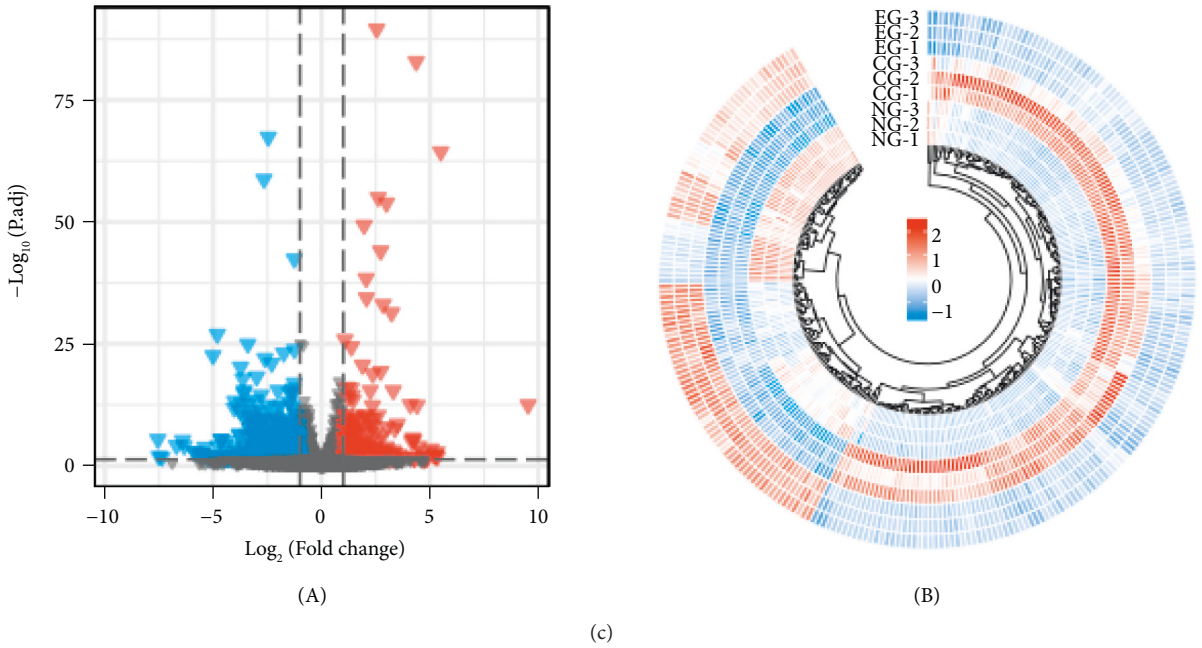 75
50
25
0
−Log10 (P.adj)
−10
−5
0
5
10
Log2 (Fold change)
(A)
EG-3
EG-2
EG-1
CG-3
CG-2
CG-1
NG-3
NG-2
NG-1
2
1
0
−1
(B)
(c)